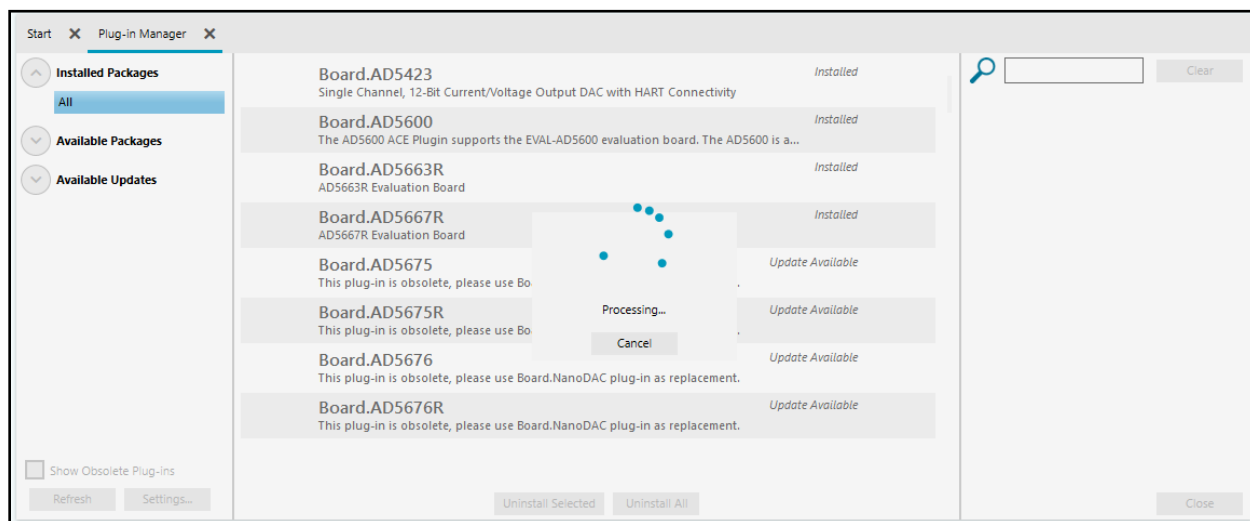 Start
Plug-in Manager
Installed Packages
All
Available Packages
Available Updates
Show Obsolete Plug-ins
Refresh
Settings...
Board.AD5423
Installed
Single Channel, 12-Bit Current/Voltage Output DAC with HART Connectivity
Board.AD5600
Installed
The AD5600 ACE Plugin supports the EVAL-AD5600 evaluation board. The AD5600 is a...
Board.AD5663R
Installed
AD5663R Evaluation Board
Board.AD5667R
Installed
AD5667R Evaluation Board
Board.AD5675
Update Available
This plug-in is obsolete, please use Bo
Board.AD5675R
Update Available
This plug-in is obsolete, please use Bo
Board.AD5676
Update Available
This plug-in is obsolete, please use Board.NanoDAC plug-in as replacement.
Board.AD5676R
Update Available
This plug-in is obsolete, please use Board.NanoDAC plug-in as replacement.
Processing...
Cancel
Uninstall Selected
Uninstall All
Clear
Close